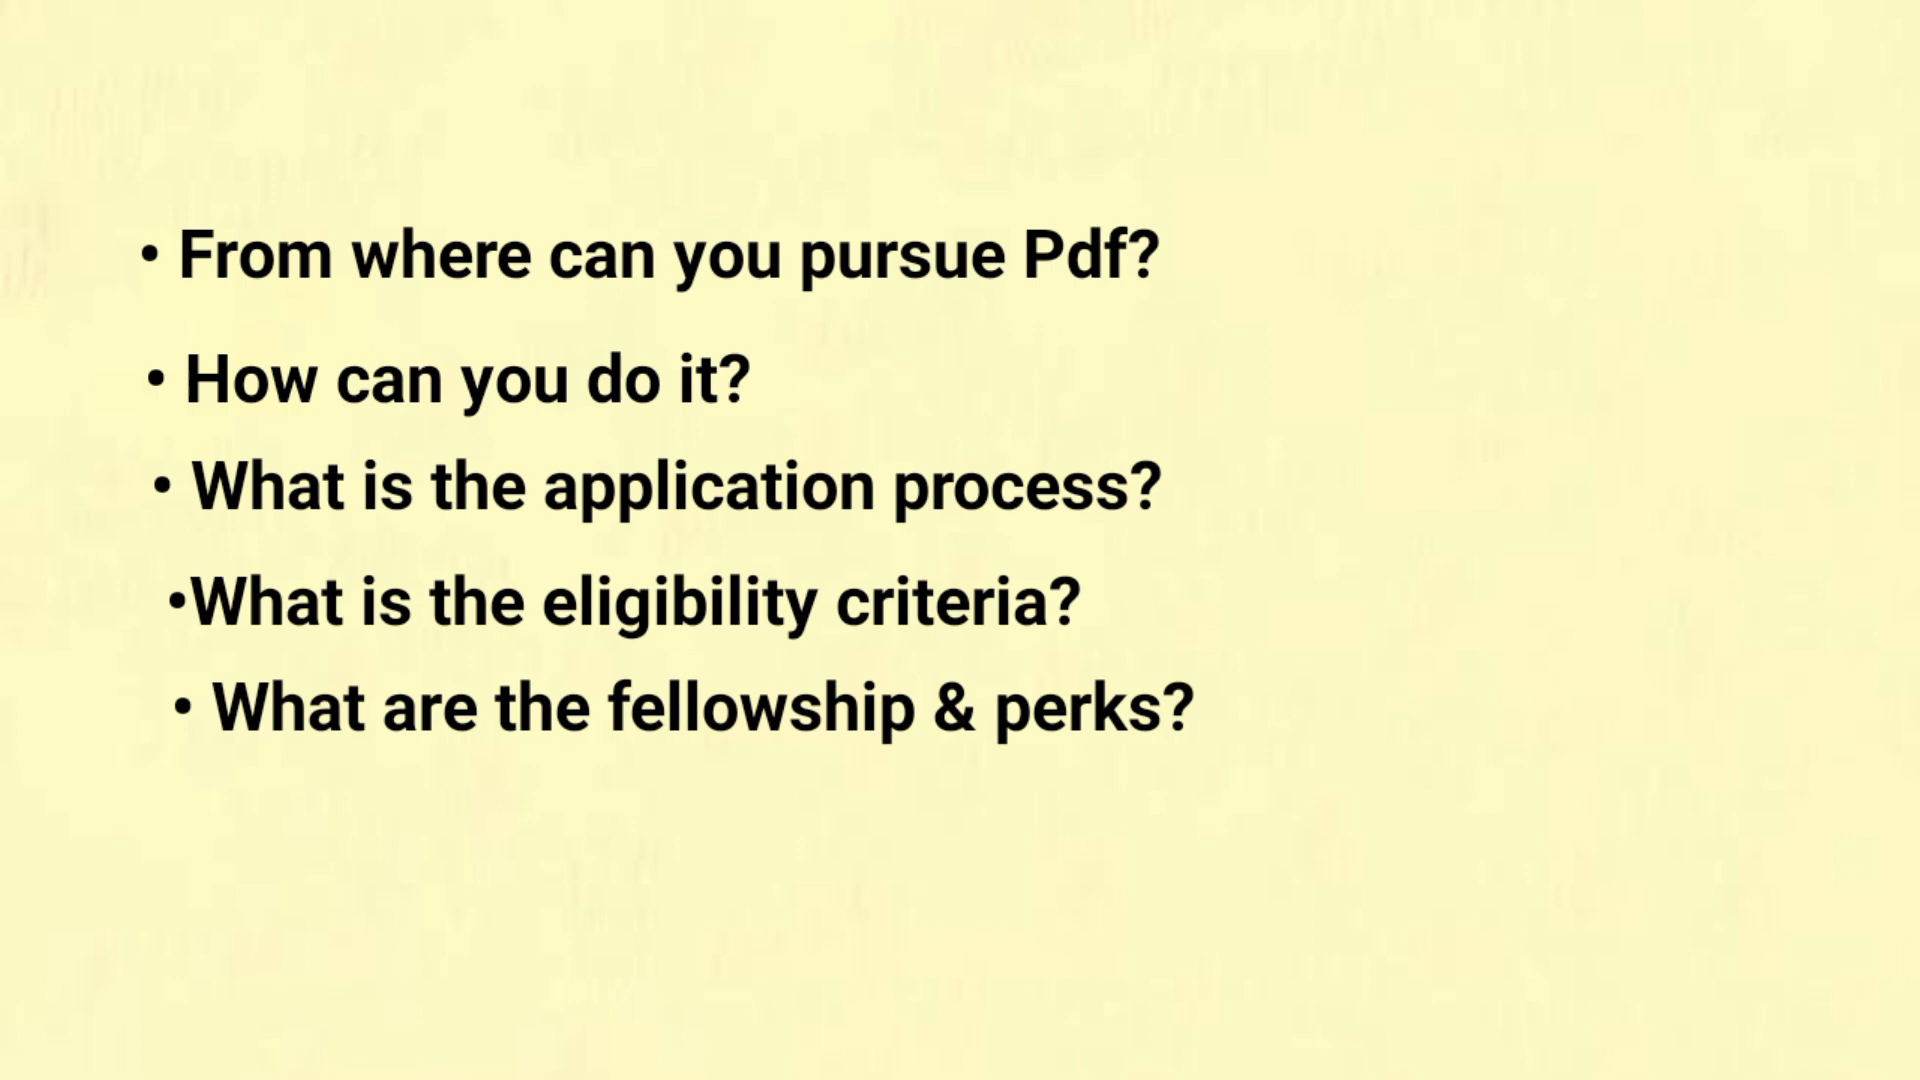 • From where can you pursue Pdf?
• How can you do it?
• What is the application process?
•What is the eligibility criteria?
• What are the fellowship & perks?